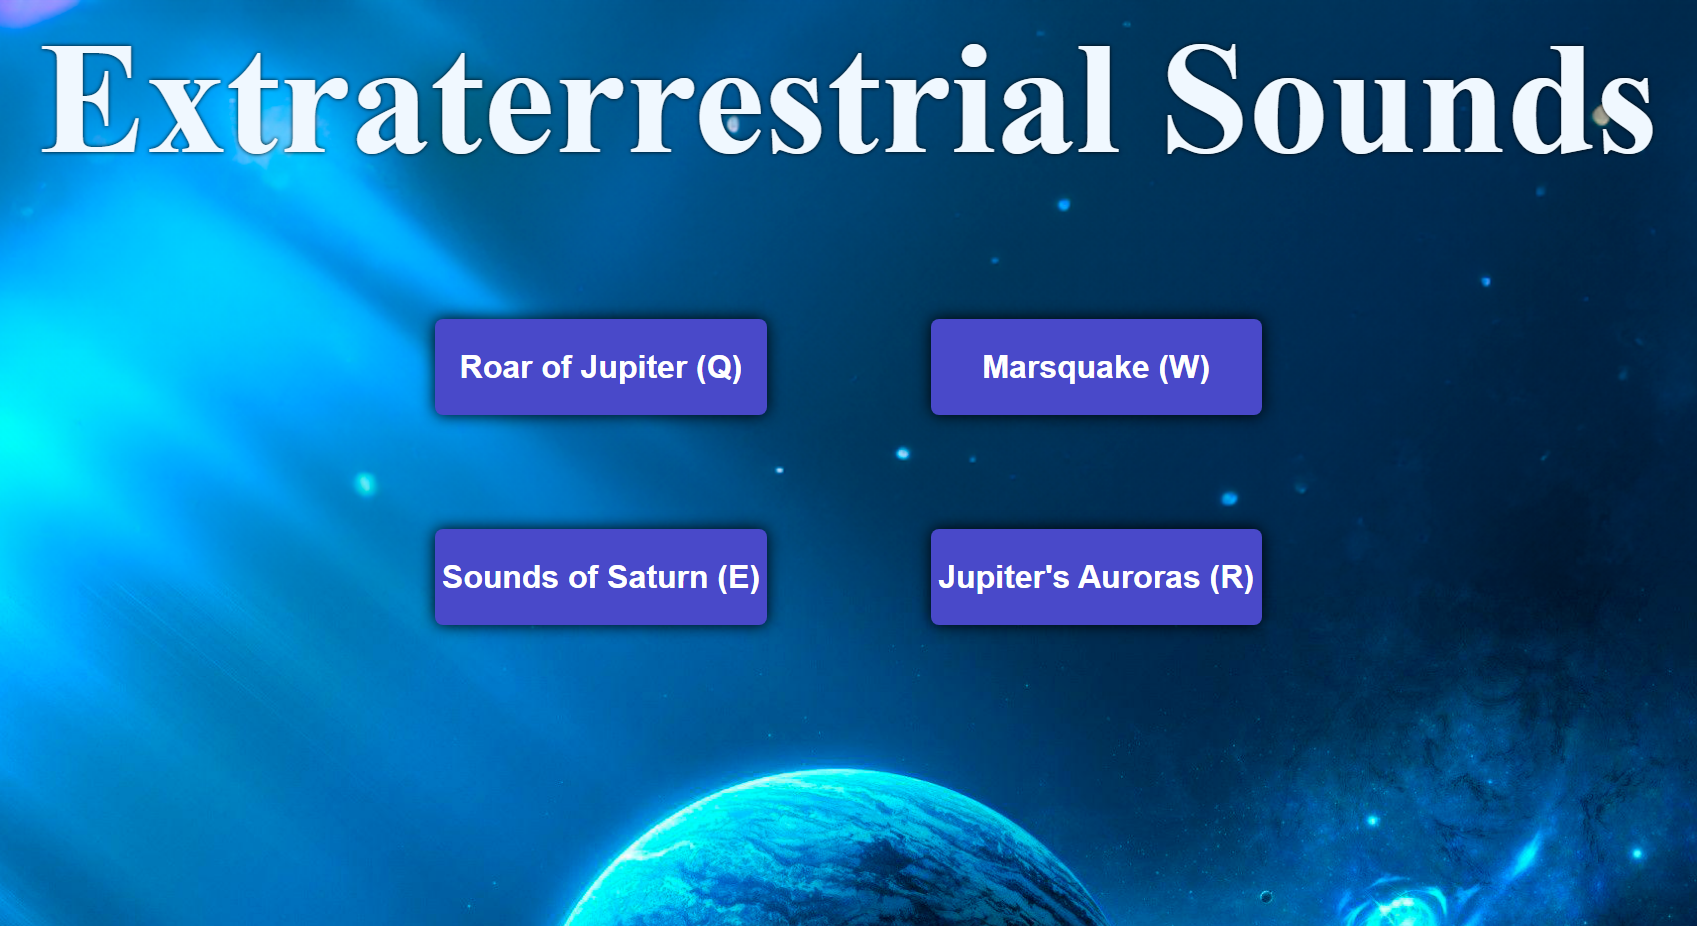 Extraterrestrial Sounds
Roar of Jupiter (Q)
Marsquake (W)
Sounds of Saturn (E)
Jupiter's Auroras (R)